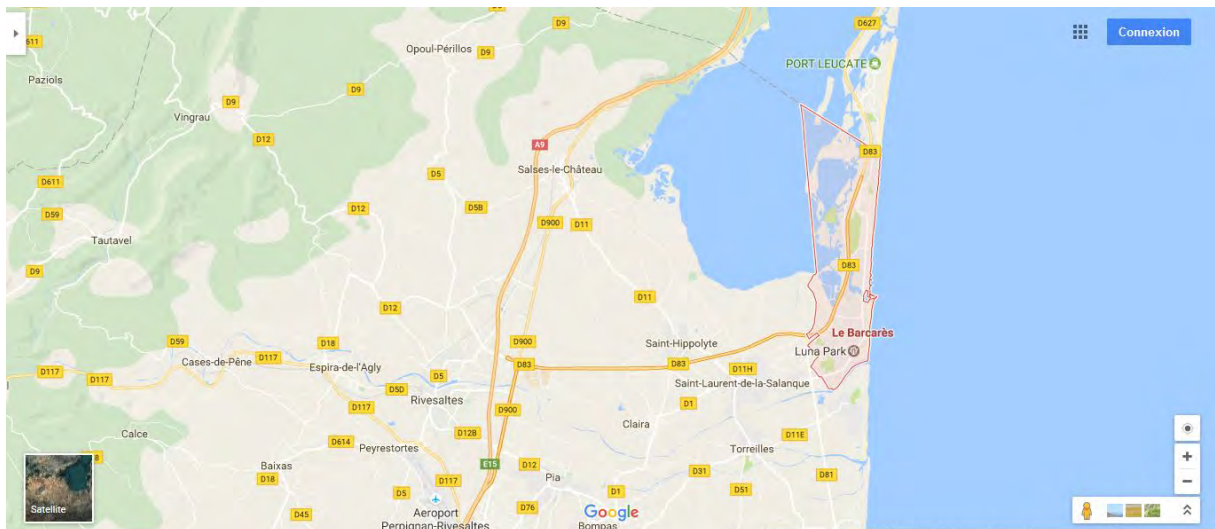 D9
D9
D627
Connexion
D611
Opoul-Périllos
D9
PORT LEUCATE
Paziols
D9
D9
Vingrau
D12
A9
D83
Salses-le-Château
D5
D611
D12
D5B
D59
D900
D11
Tautavel
D9
D83
D11
D12
Le Barcarès
D59
D18
D900
Saint-Hippolyte
Luna Park
Cases-de-Pêne
D117
Espira-de-l'Agly
D83
D83
D11H
D117
D117
D5
Saint-Laurent-de-la-Salanque
D5D
Rivesaltes
D117
D900
D1
Claira
Calce
D614
D12B
D11E
Peyrestortes
Torreilles
Baixas
E15
D12
D18
D117
Pia
D31
D81
D5
D1
D51
Satellite
Aeroport
Perpignan-Rivesaltes
D45
D76
Google
Bompas